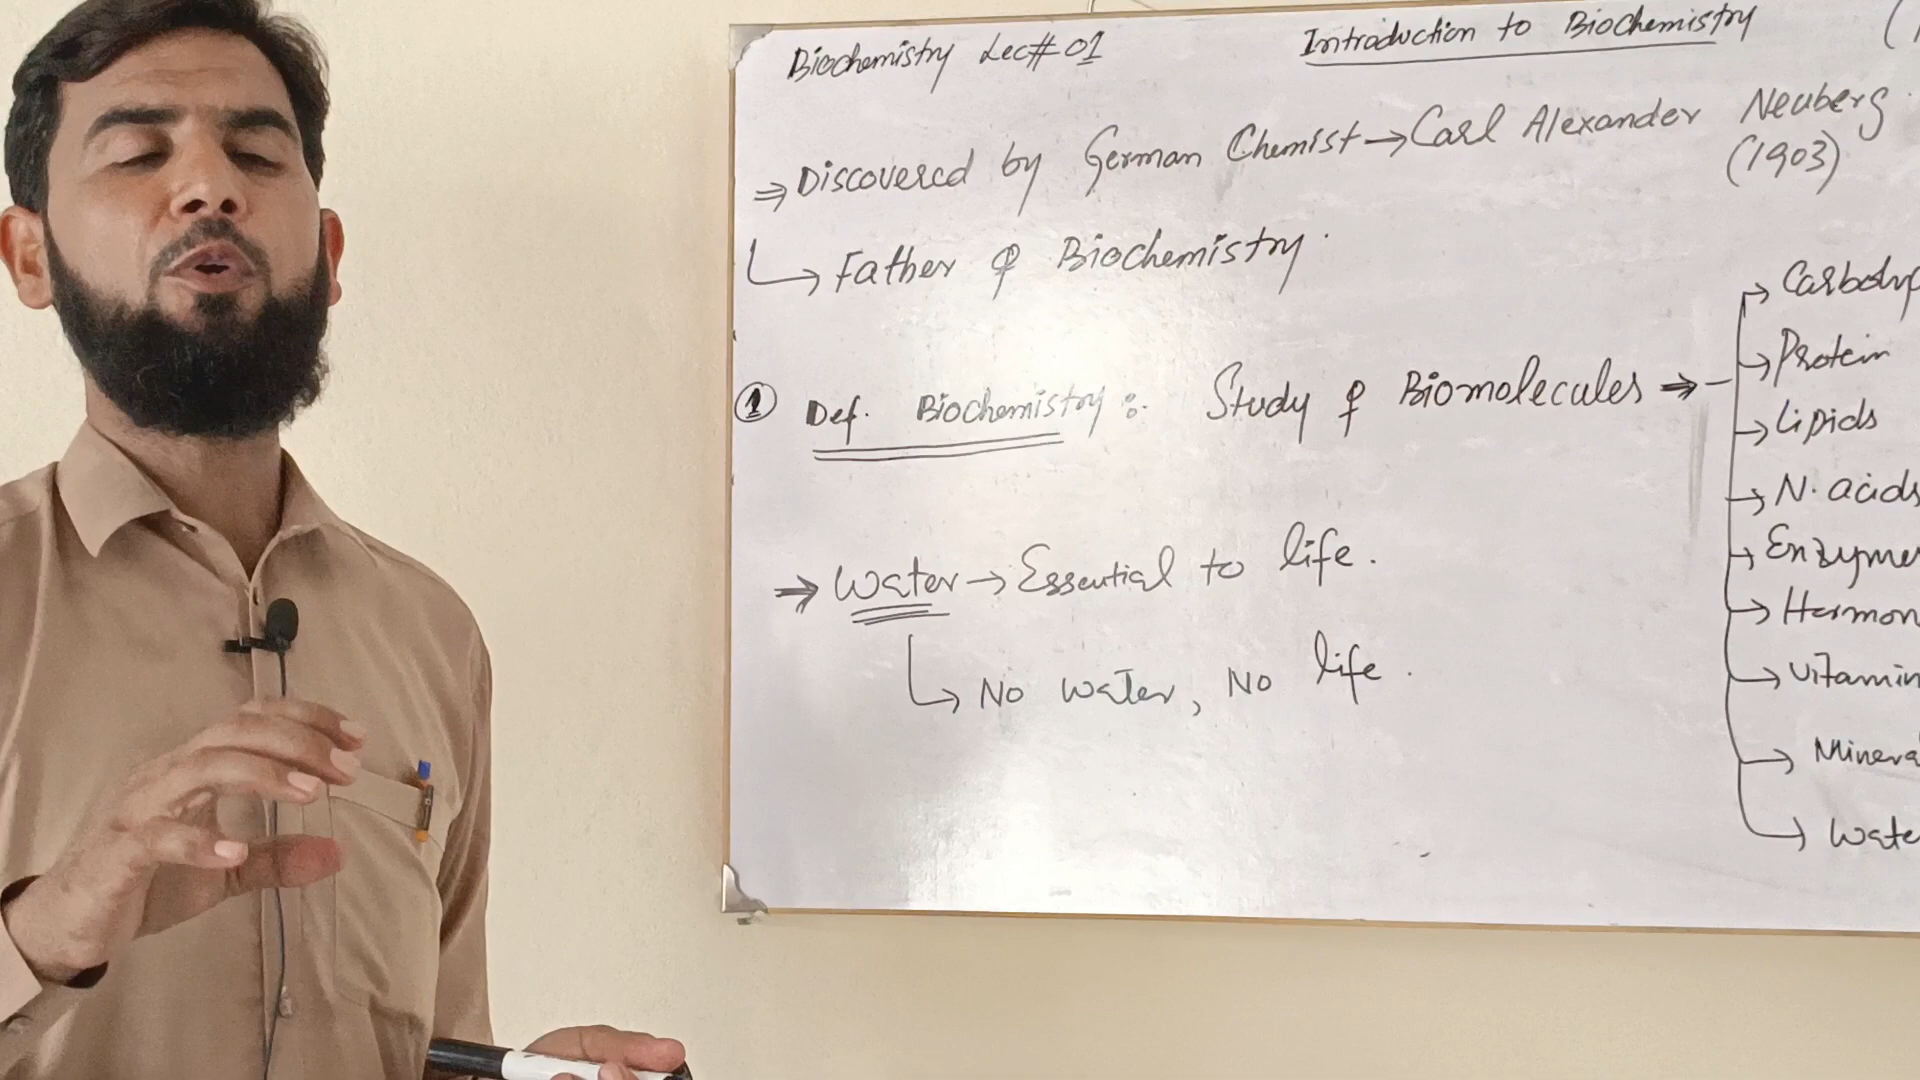 Biochemistry Lec# 01
Introduction to Biochemistry
⇒ Discovered by German Chemist → Carl Alexander Neuberg
(1903)
↳ Father of Biochemistry.
① Def. Biochemistry: Study of Biomolecules ⇒
→ Carbohy
→ Protein
→ Lipids
→ N. acids
→ Enzymes
→ Hormon
→ Vitamin
→ Minera
→ Wate
⇒ Water → Essential to life.
↳ No water, No life.